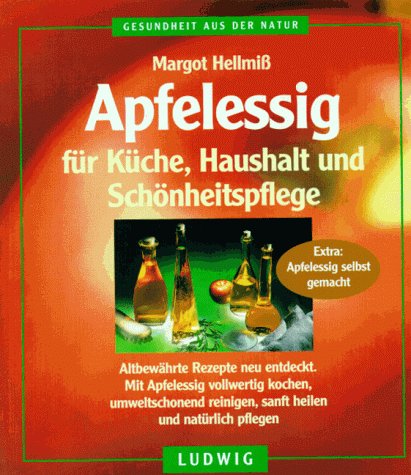 GESUNDHEIT AUS DER NATUR
Margot Hellmiß
Apfelessig
für Küche, Haushalt und
Schönheitspflege
Extra:
Apfelessig selbst
gemacht
Altbewährte Rezepte neu entdeckt.
Mit Apfelessig vollwertig kochen,
umweltschonend reinigen, sanft heilen
und natürlich pflegen
LUDWIG